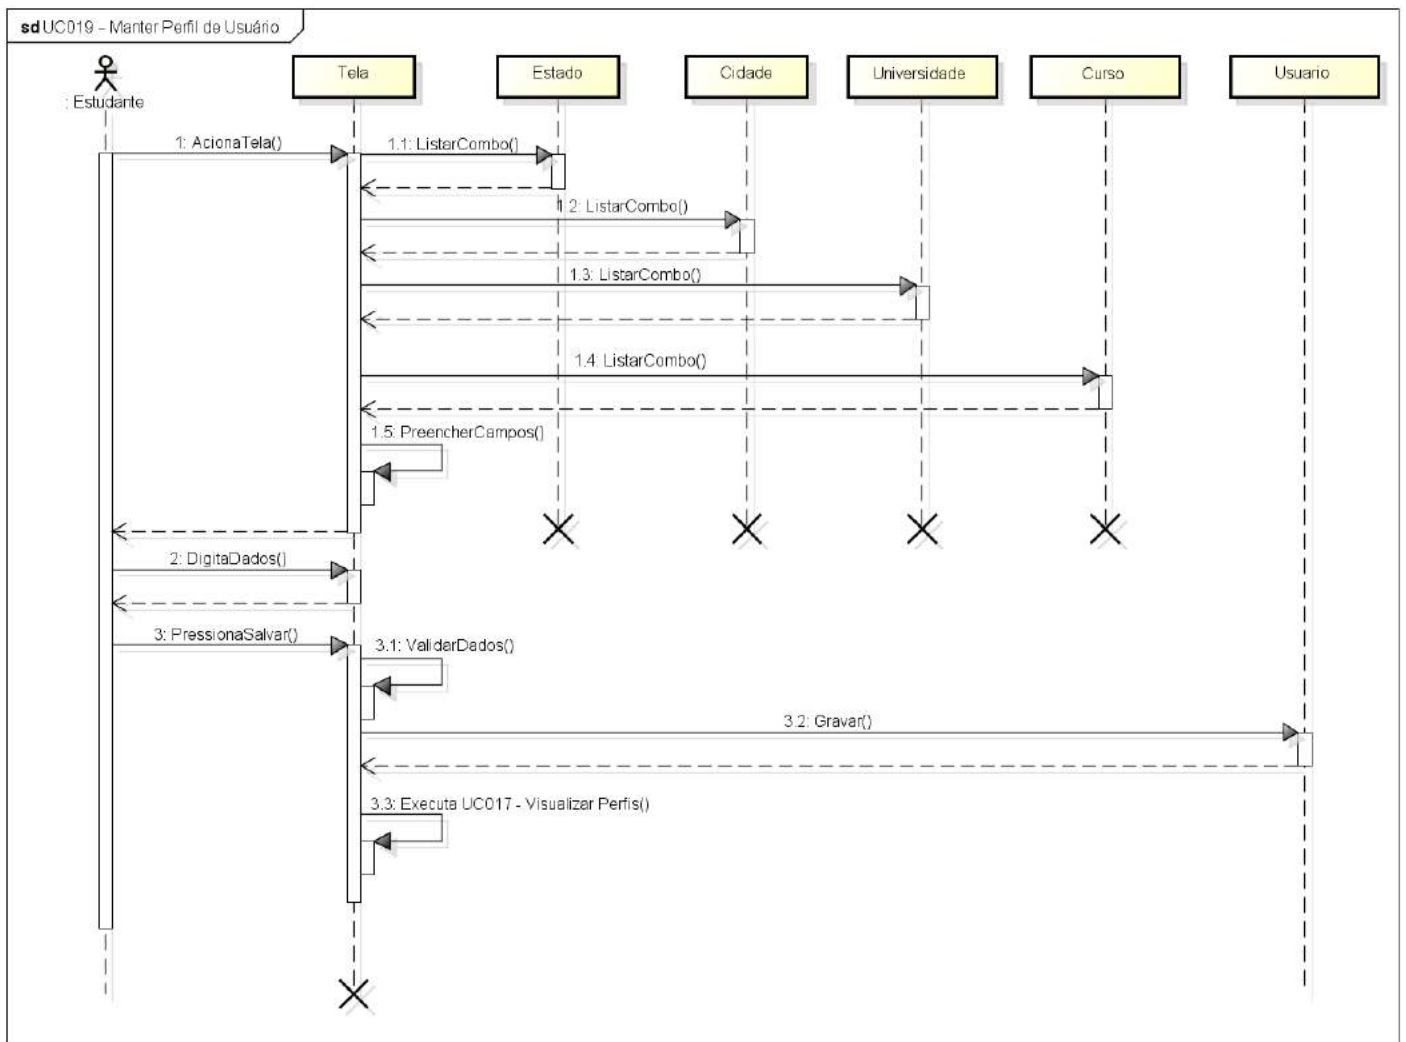 sd UC019 – Manter Perfil de Usuário
: Estudante
Tela
Estado
Cidade
Universidade
Curso
Usuario
1: AcionaTela()
1.1: ListarCombo()
1.2: ListarCombo()
1.3: ListarCombo()
1.4: ListarCombo()
1.5: PreencherCampos()
2: DigitaDados()
3: PressionaSalvar()
3.1: ValidarDados()
3.2: Gravar()
3.3: Executa UC017 - Visualizar Perfis()